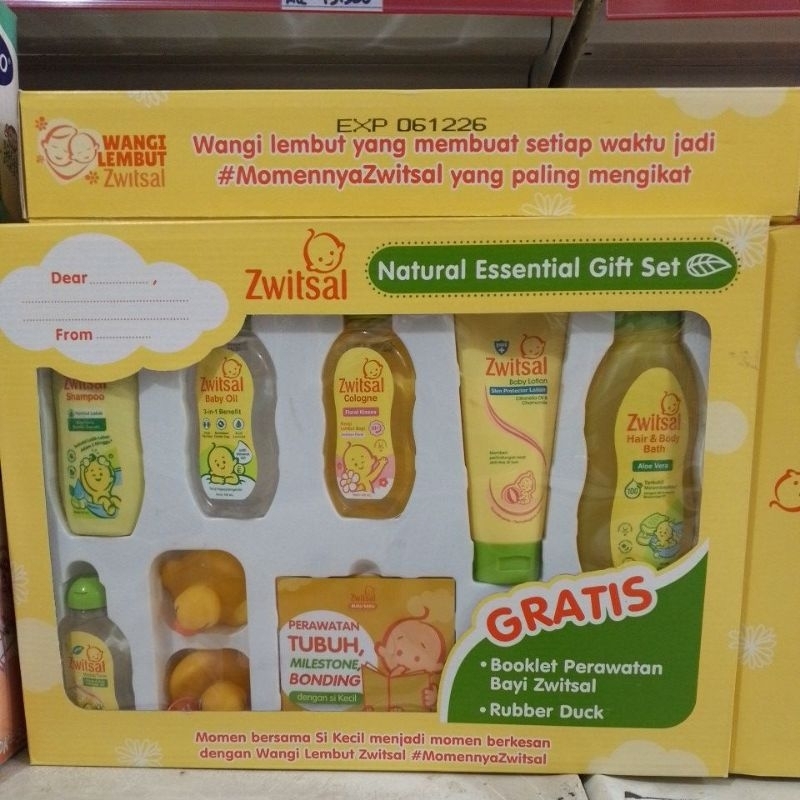 EXP 061226
WANGI
LEMBUT
Zwitsal
Wangi lembut yang membuat setiap waktu jadi
#MomennyaZwitsal yang paling mengikat
Dear ................ ,
From ................
Zwitsal
Natural Essential Gift Set
Zwitsal
Shampoo
Zwitsal
Baby Oil
3-in-1 Benefit
Zwitsal
Cologne
Floral Kisses
Zwitsal
Baby Lotion
Skin Protector Lotion
Zwitsal
Hair & Body
Bath
Aloe Vera
Zwitsal
Zwitsal
PERAWATAN
TUBUH,
MILESTONE,
BONDING
dengan si Kecil
GRATIS
• Booklet Perawatan
Bayi Zwitsal
• Rubber Duck
Momen bersama Si Kecil menjadi momen berkesan
dengan Wangi Lembut Zwitsal #MomennyaZwitsal